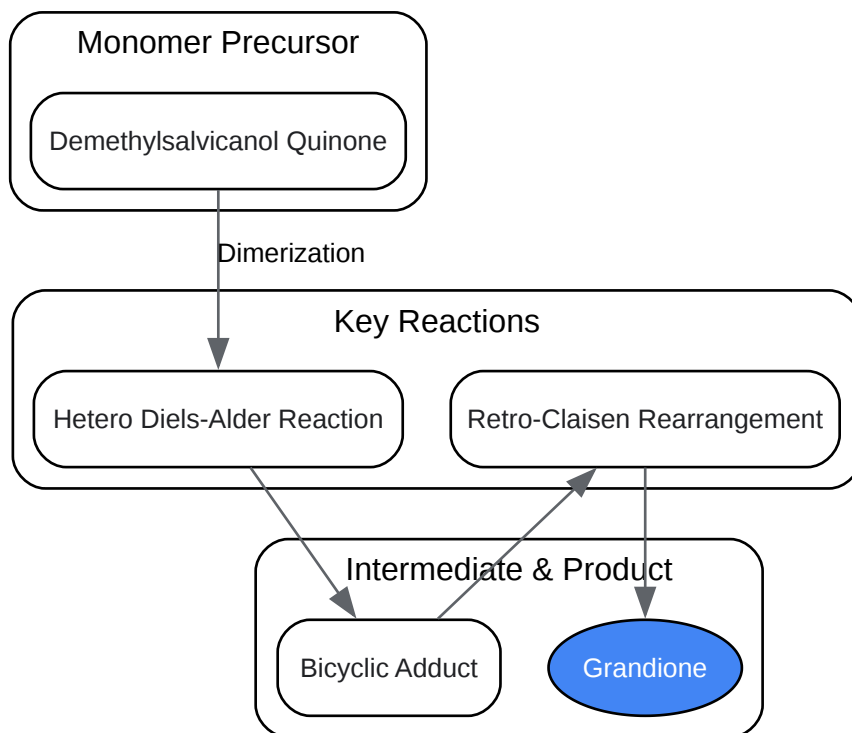 Monomer Precursor
Demethylsalvicanol Quinone
Dimerization
Key Reactions
Hetero Diels-Alder Reaction
Retro-Claisen Rearrangement
Intermediate & Product
Bicyclic Adduct
Grandione